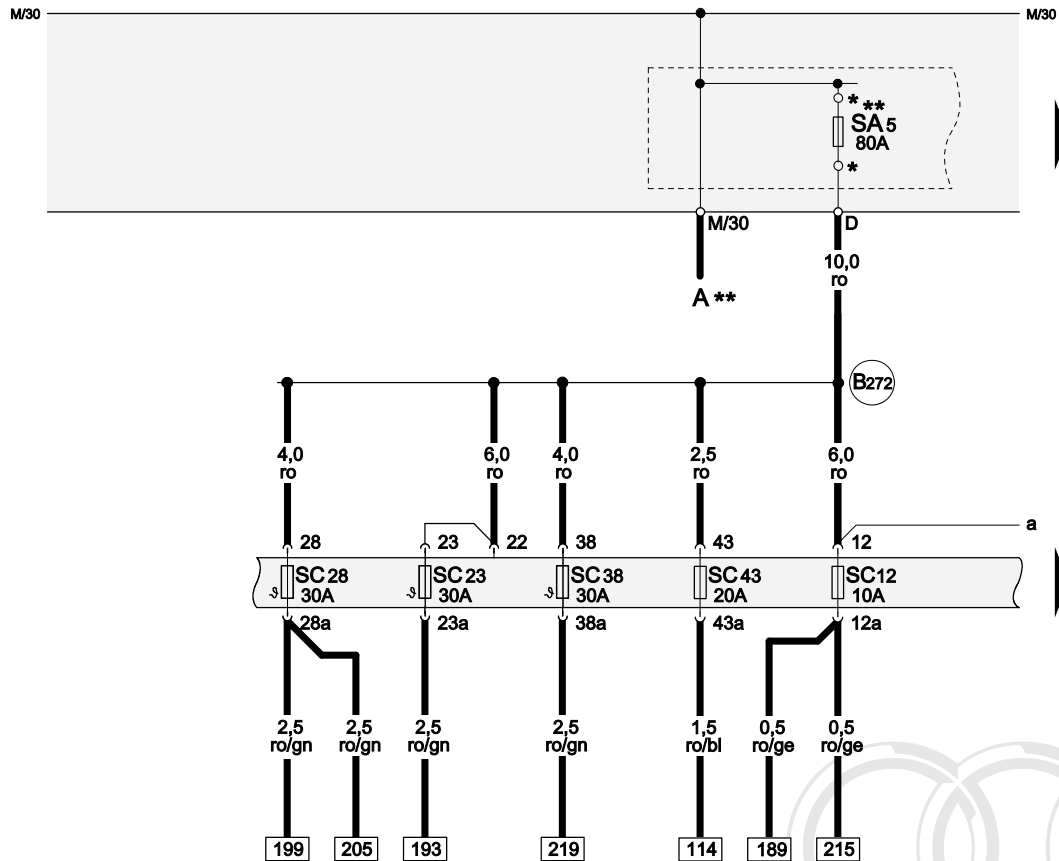 M/30 M/30
* **
SA5
80A
*
M/30 D
10,0
ro
A **
B272
4,0 6,0 4,0 2,5 6,0
ro ro ro ro ro
a
28 23 22 38 43 12
SC28 SC23 SC38 SC43 SC12
30A 30A 30A 20A 10A
28a 23a 38a 43a 12a
2,5 2,5 2,5 2,5 1,5 0,5 0,5
ro/gn ro/gn ro/gn ro/gn ro/bl ro/ge ro/ge
199 205 193 219 114 189 215